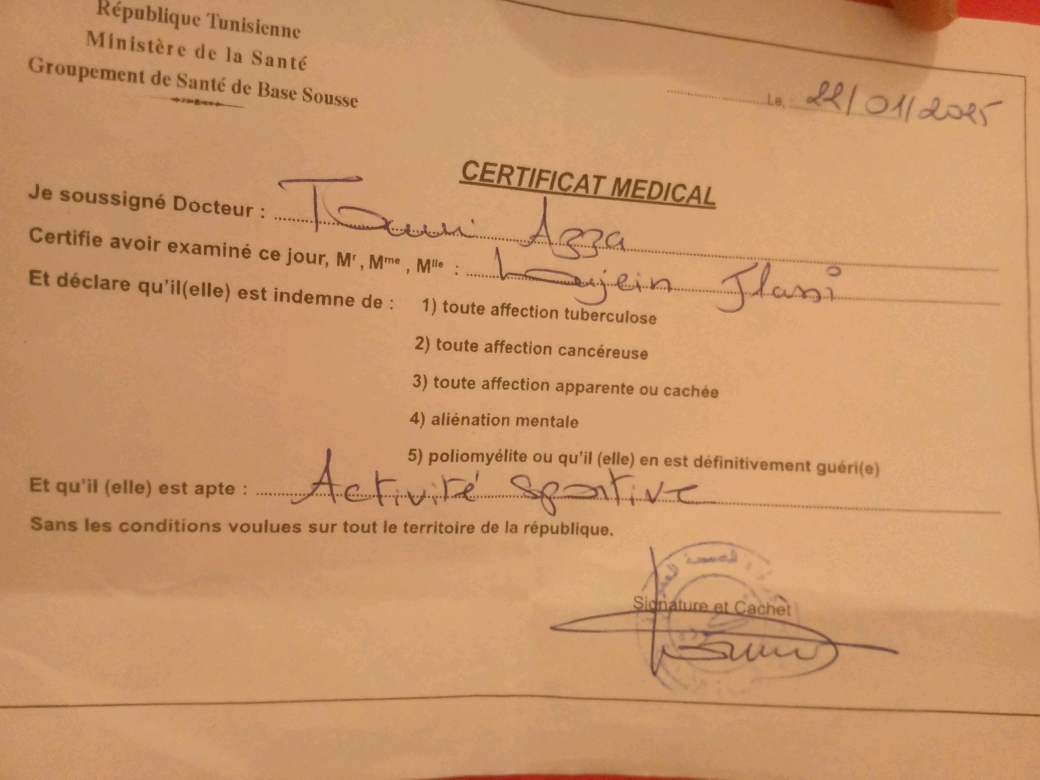 République Tunisienne
Ministère de la Santé
Groupement de Santé de Base Sousse
Le, 22/01/2025
CERTIFICAT MEDICAL
Je soussigné Docteur : Azza
Certifie avoir examiné ce jour, Mʳ, Mᵐᵉ, Mˡˡᵉ : Lujein
Et déclare qu'il(elle) est indemne de : 1) toute affection tuberculose
2) toute affection cancéreuse
3) toute affection apparente ou cachée
4) aliénation mentale
5) poliomyélite ou qu'il (elle) en est définitivement guéri(e)
Et qu'il (elle) est apte : Activité sportive
Sans les conditions voulues sur tout le territoire de la république.
Signature et Cachet